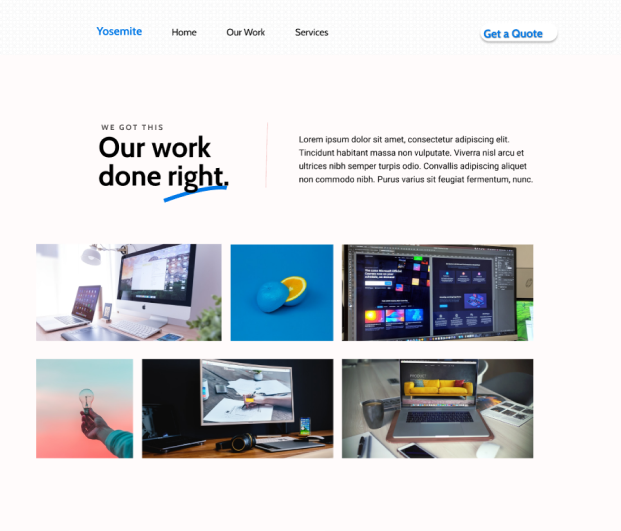 Yosemite
Home
Our Work
Services
Get a Quote
WE GOT THIS
Our work
done right.
Lorem ipsum dolor sit amet, consectetur adipiscing elit.
Tincidunt habitant massa non vulputate. Viverra nisl arcu et
ultrices nibh semper turpis odio. Convallis adipiscing aliquet
non commodo nibh. Purus varius sit feugiat fermentum, nunc.